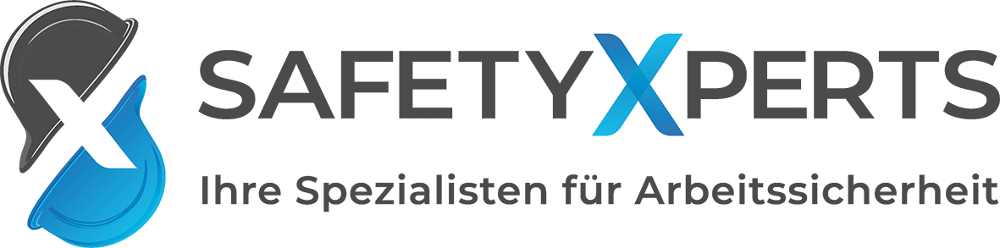 SAFETYXPERTS
Ihre Spezialisten für Arbeitssicherheit